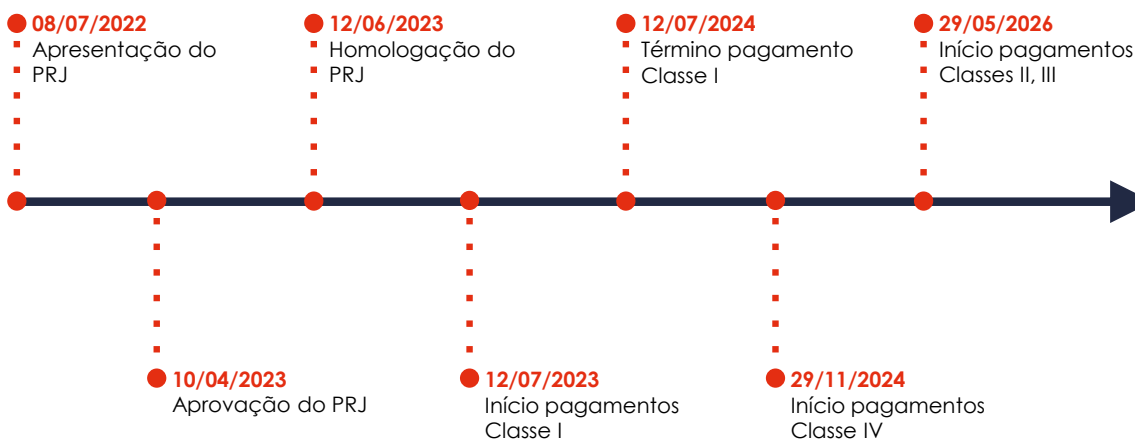 08/07/2022
Apresentação do
PRJ
12/06/2023
Homologação do
PRJ
12/07/2024
Término pagamento
Classe I
29/05/2026
Início pagamentos
Classes II, III
10/04/2023
Aprovação do PRJ
12/07/2023
Início pagamentos
Classe I
29/11/2024
Início pagamentos
Classe IV